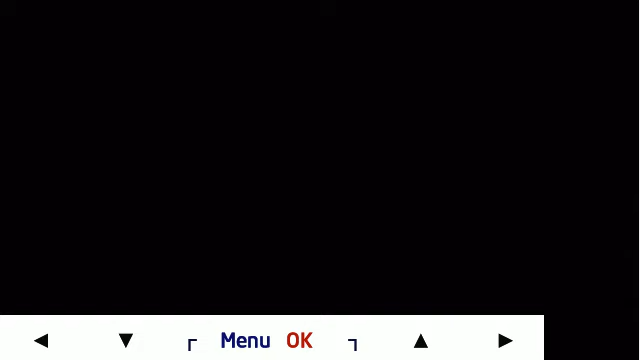 ◄ ▼ ┌ Menu OK ┐ ▲ ►